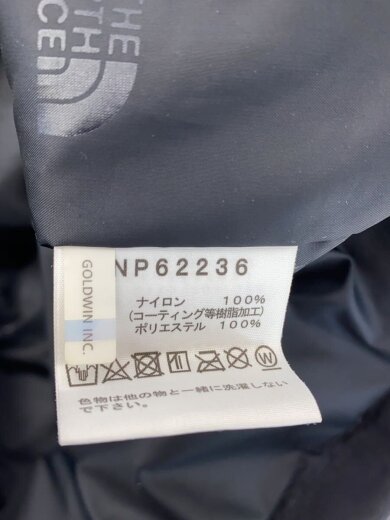 THE
NORTH
FACE
GOLDWIN INC.
NP62236
ナイロン 100%
(コーティング等樹脂加工)
ポリエステル 100%
W
色物は他の物と一緒に洗濯しない
で下さい。